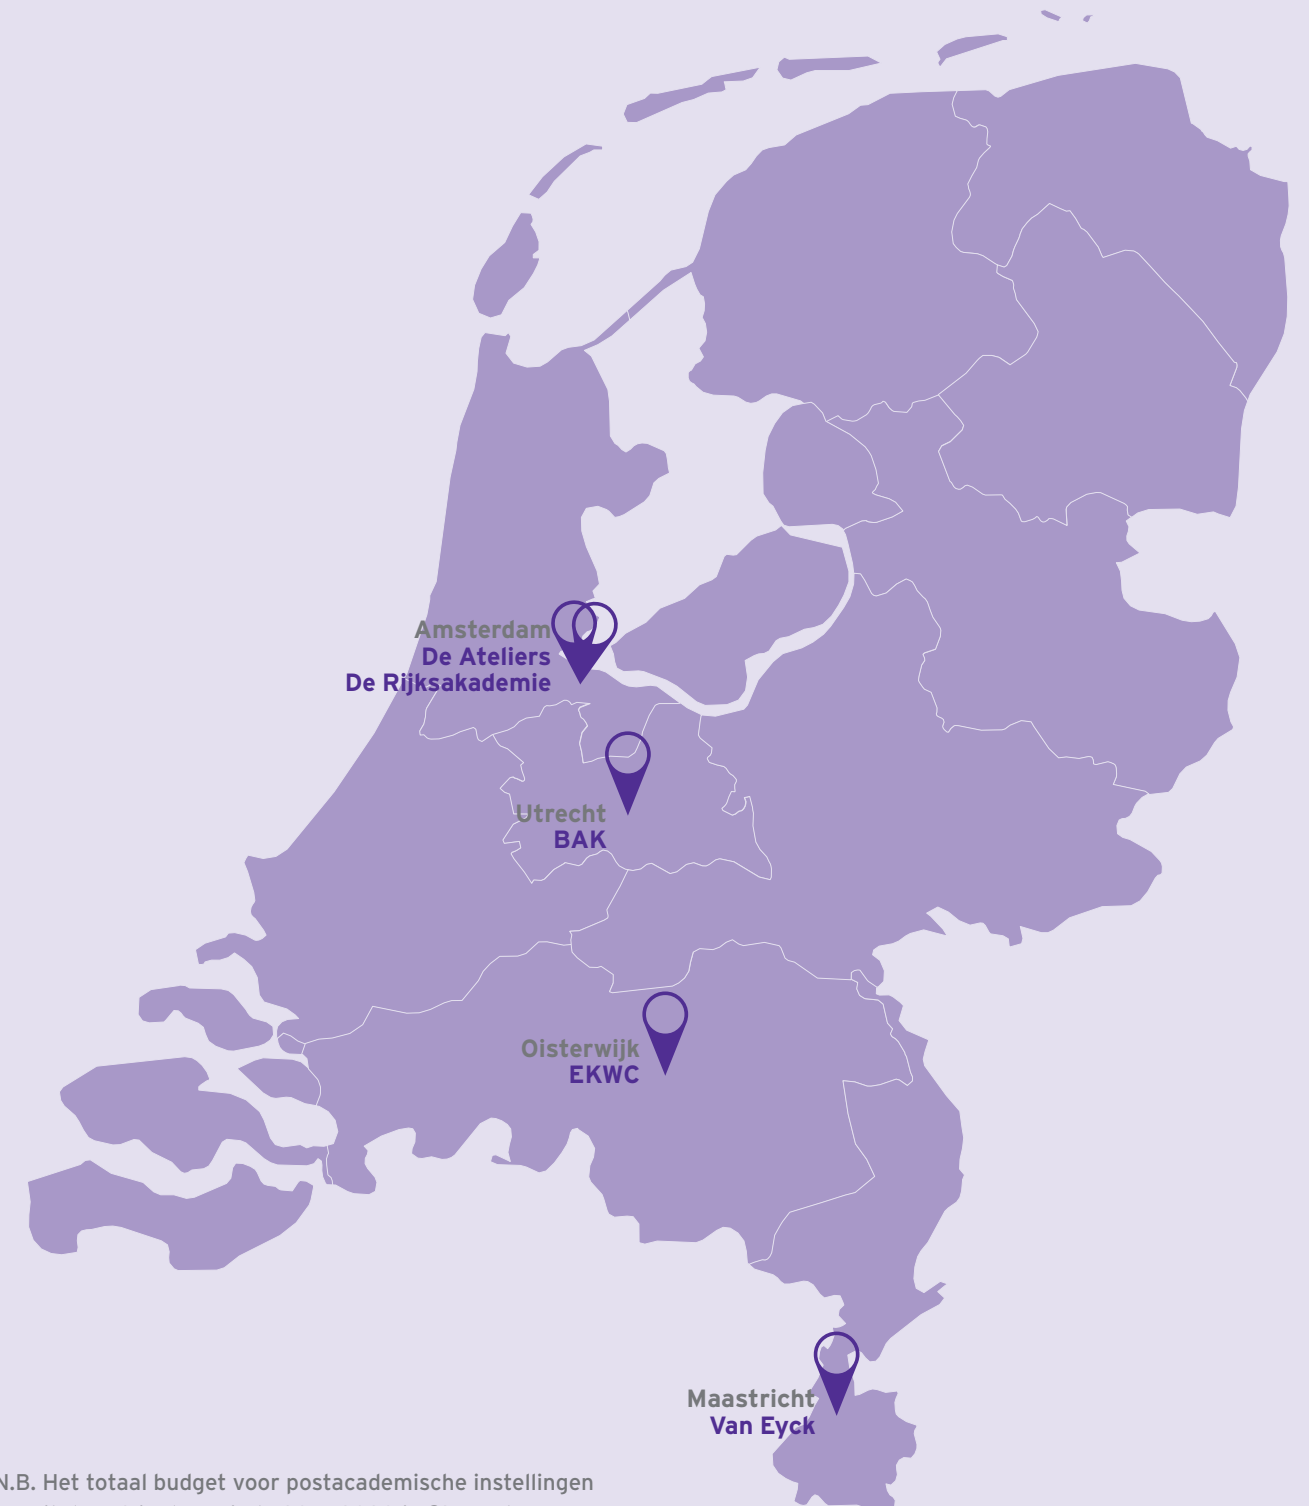 Amsterdam
De Ateliers
De Rijksakademie
Utrecht
BAK
Oisterwijk
EKWC
Maastricht
Van Eyck
N.B. Het totaal budget voor postacademische instellingen